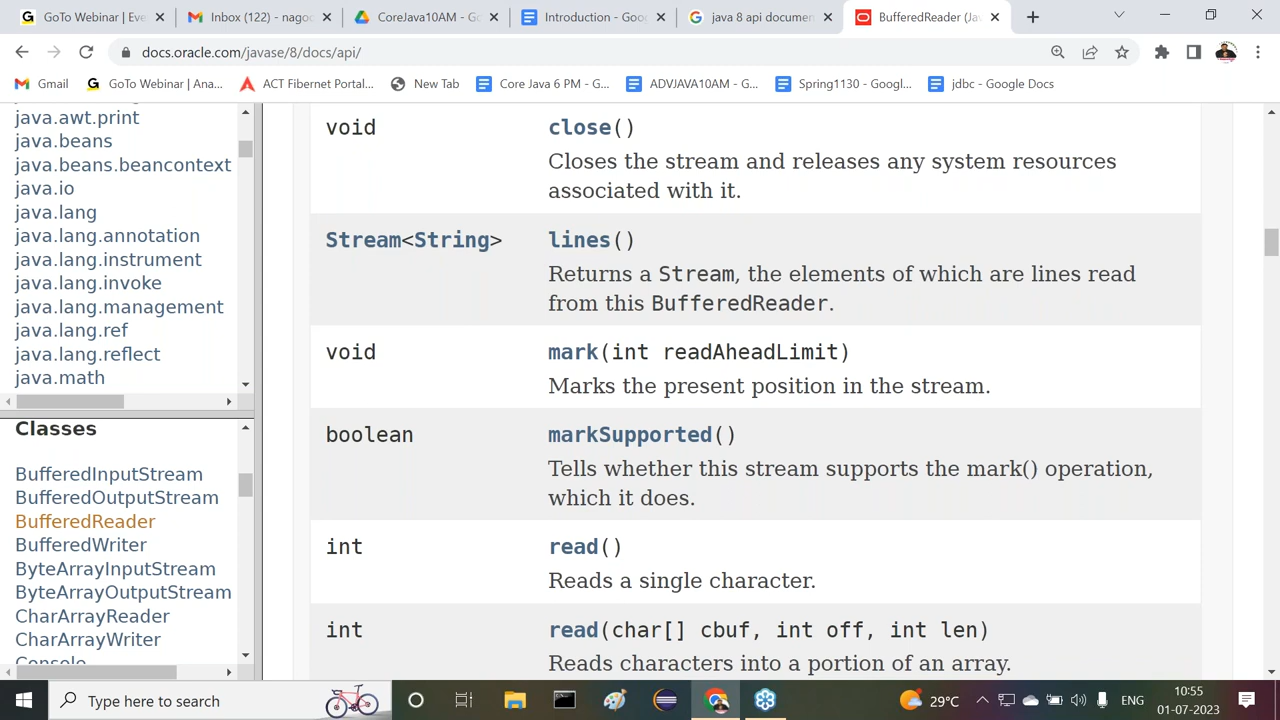 GoTo Webinar | Eve
Inbox (122) - nagoo
CoreJava10AM - Go
Introduction - Goog
java 8 api documen
BufferedReader (Ja
docs.oracle.com/javase/8/docs/api/
Gmail
GoTo Webinar | Ana...
ACT Fibernet Portal...
New Tab
Core Java 6 PM - G...
ADVJAVA10AM - G...
Spring1130 - Googl...
jdbc - Google Docs
java.awt.print
java.beans
java.beans.beancontext
java.io
java.lang
java.lang.annotation
java.lang.instrument
java.lang.invoke
java.lang.management
java.lang.ref
java.lang.reflect
java.math
Classes
BufferedInputStream
BufferedOutputStream
BufferedReader
BufferedWriter
ByteArrayInputStream
ByteArrayOutputStream
CharArrayReader
CharArrayWriter
Console
void close()
Closes the stream and releases any system resources
associated with it.
Stream<String> lines()
Returns a Stream, the elements of which are lines read
from this BufferedReader.
void mark(int readAheadLimit)
Marks the present position in the stream.
boolean markSupported()
Tells whether this stream supports the mark() operation,
which it does.
int read()
Reads a single character.
int read(char[] cbuf, int off, int len)
Reads characters into a portion of an array.
Type here to search
29°C
ENG
10:55
01-07-2023